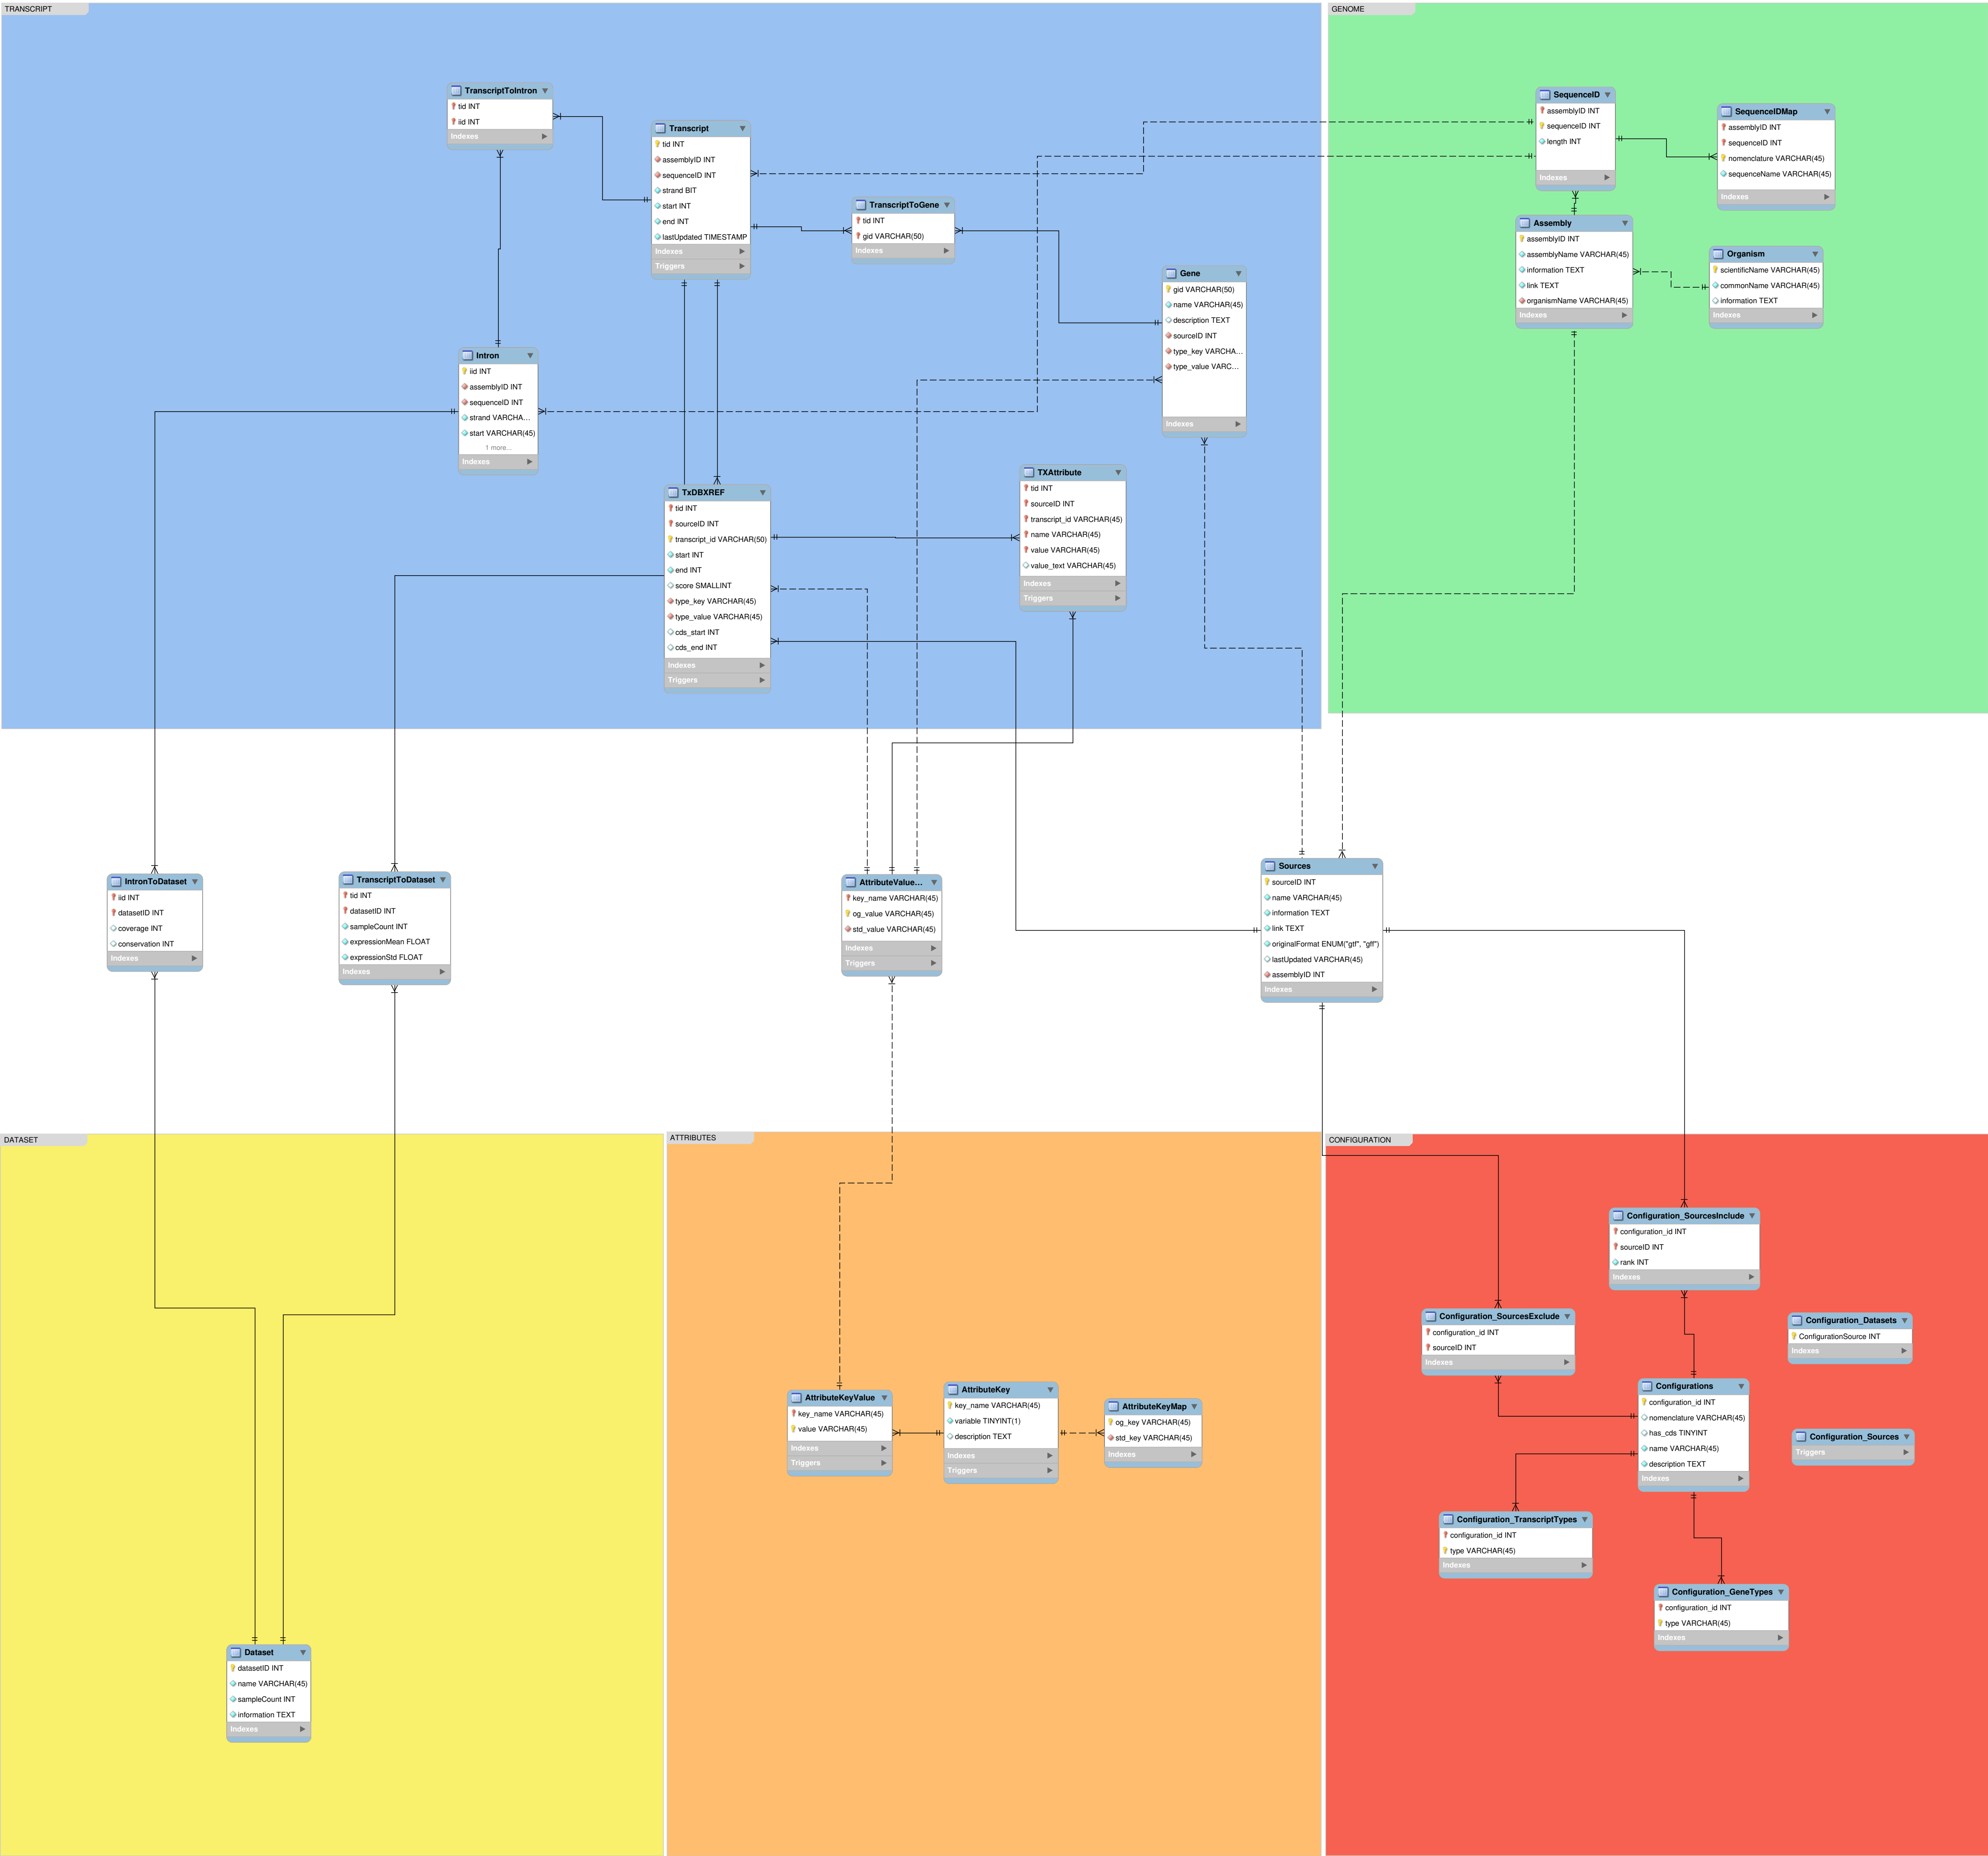 TRANSCRIPT
TranscriptToIntron
tid INT
iid INT
Indexes
Transcript
tid INT
assemblyID INT
sequenceID INT
strand BIT
start INT
end INT
lastUpdated TIMESTAMP
Indexes
Triggers
TranscriptToGene
tid INT
gid VARCHAR(50)
Indexes
Gene
gid VARCHAR(50)
name VARCHAR(45)
description TEXT
sourceID INT
type_key VARCHA...
type_value VARC...
Indexes
Intron
iid INT
assemblyID INT
sequenceID INT
strand VARCHA...
start VARCHAR(45)
1 more...
Indexes
TxDBXREF
tid INT
sourceID INT
transcript_id VARCHAR(50)
start INT
end INT
score SMALLINT
type_key VARCHAR(45)
type_value VARCHAR(45)
cds_start INT
cds_end INT
Indexes
Triggers
TXAttribute
tid INT
sourceID INT
transcript_id VARCHAR(45)
name VARCHAR(45)
value VARCHAR(45)
value_text VARCHAR(45)
Indexes
Triggers
GENOME
SequenceID
assemblyID INT
sequenceID INT
length INT
Indexes
SequenceIDMap
assemblyID INT
sequenceID INT
nomenclature VARCHAR(45)
sequenceName VARCHAR(45)
Indexes
Assembly
assemblyID INT
assemblyName VARCHAR(45)
information TEXT
link TEXT
organismName VARCHAR(45)
Indexes
Organism
scientificName VARCHAR(45)
commonName VARCHAR(45)
information TEXT
Indexes
IntronToDataset
iid INT
datasetID INT
coverage INT
conservation INT
Indexes
TranscriptToDataset
tid INT
datasetID INT
sampleCount INT
expressionMean FLOAT
expressionStd FLOAT
Indexes
AttributeValue...
key_name VARCHAR(45)
og_value VARCHAR(45)
std_value VARCHAR(45)
Indexes
Triggers
Sources
sourceID INT
name VARCHAR(45)
information TEXT
link TEXT
originalFormat ENUM("gtf", "gff")
lastUpdated VARCHAR(45)
assemblyID INT
Indexes
DATASET
Dataset
datasetID INT
name VARCHAR(45)
sampleCount INT
information TEXT
Indexes
ATTRIBUTES
AttributeKeyValue
key_name VARCHAR(45)
value VARCHAR(45)
Indexes
Triggers
AttributeKey
key_name VARCHAR(45)
variable TINYINT(1)
description TEXT
Indexes
Triggers
AttributeKeyMap
og_key VARCHAR(45)
std_key VARCHAR(45)
Indexes
CONFIGURATION
Configuration_SourcesInclude
configuration_id INT
sourceID INT
rank INT
Indexes
Configuration_SourcesExclude
configuration_id INT
sourceID INT
Indexes
Configuration_Datasets
ConfigurationSource INT
Indexes
Configurations
configuration_id INT
nomenclature VARCHAR(45)
has_cds TINYINT
name VARCHAR(45)
description TEXT
Indexes
Configuration_Sources
Triggers
Configuration_TranscriptTypes
configuration_id INT
type VARCHAR(45)
Indexes
Configuration_GeneTypes
configuration_id INT
type VARCHAR(45)
Indexes